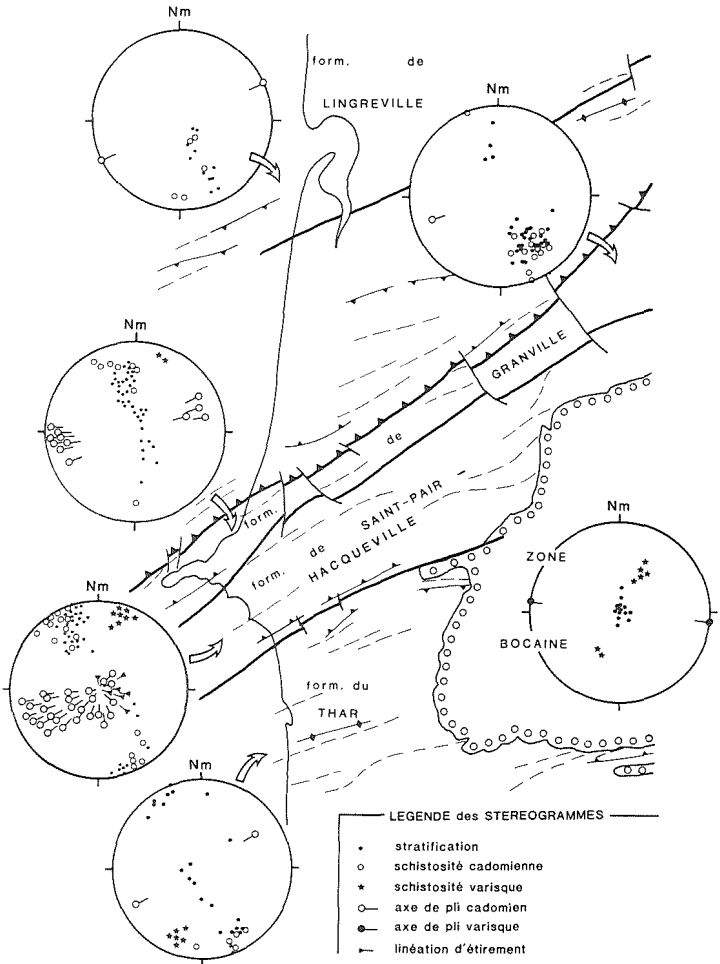 Nm
form. de
LINGREVILLE
Nm
GRANVILLE
de
form.
Nm
SAINT-PAIR
form. de
HACQUEVILLE
Nm
ZONE
BOCAINE
Nm
form. du
THAR
Nm
LEGENDE des STEREOGRAMMES
stratification
schistosité cadomienne
schistosité varisque
axe de pli cadomien
axe de pli varisque
linéation d'étirement